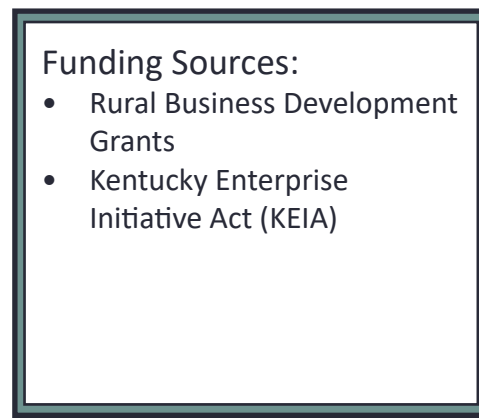 Funding Sources:
• Rural Business Development
Grants
• Kentucky Enterprise
Initiative Act (KEIA)